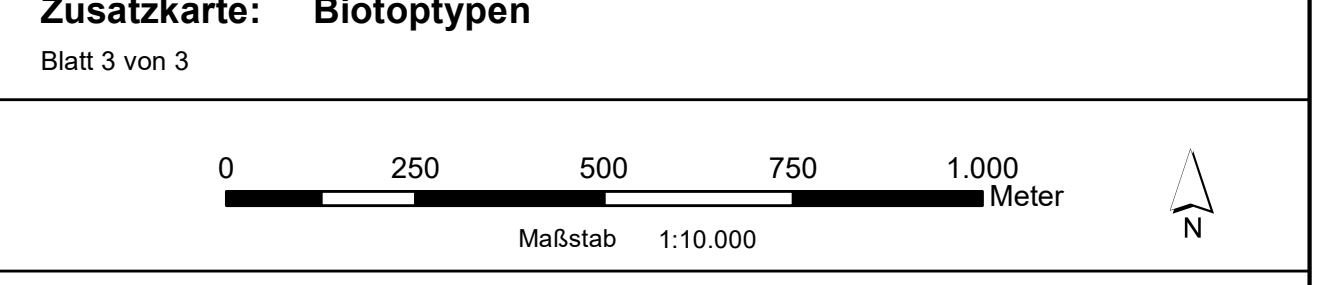 Zusatzkarte: Biotoptypen
Blatt 3 von 3
0 250 500 750 1.000
Meter
Maßstab 1:10.000
N